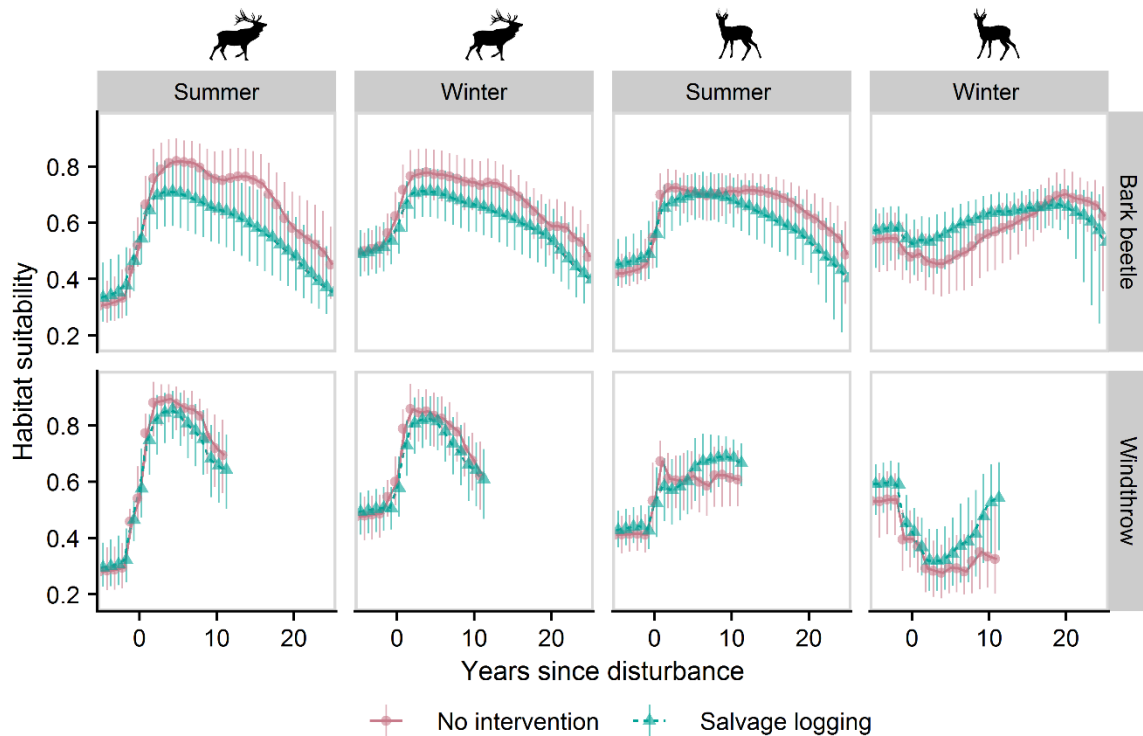 Summer
Winter
Summer
Winter
Habitat suitability
0.8
0.6
0.4
0.2
Bark beetle
0.8
0.6
0.4
0.2
Windthrow
0 10 20
0 10 20
0 10 20
0 10 20
Years since disturbance
No intervention
Salvage logging